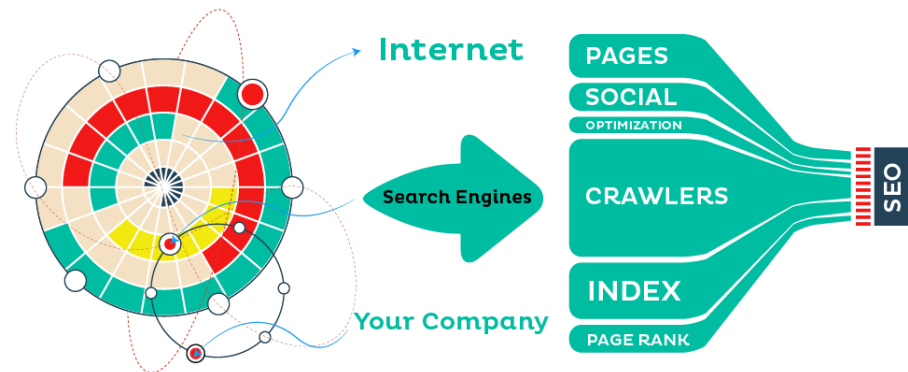 Internet
Search Engines
Your Company
PAGES
SOCIAL
OPTIMIZATION
CRAWLERS
INDEX
PAGE RANK
SEO